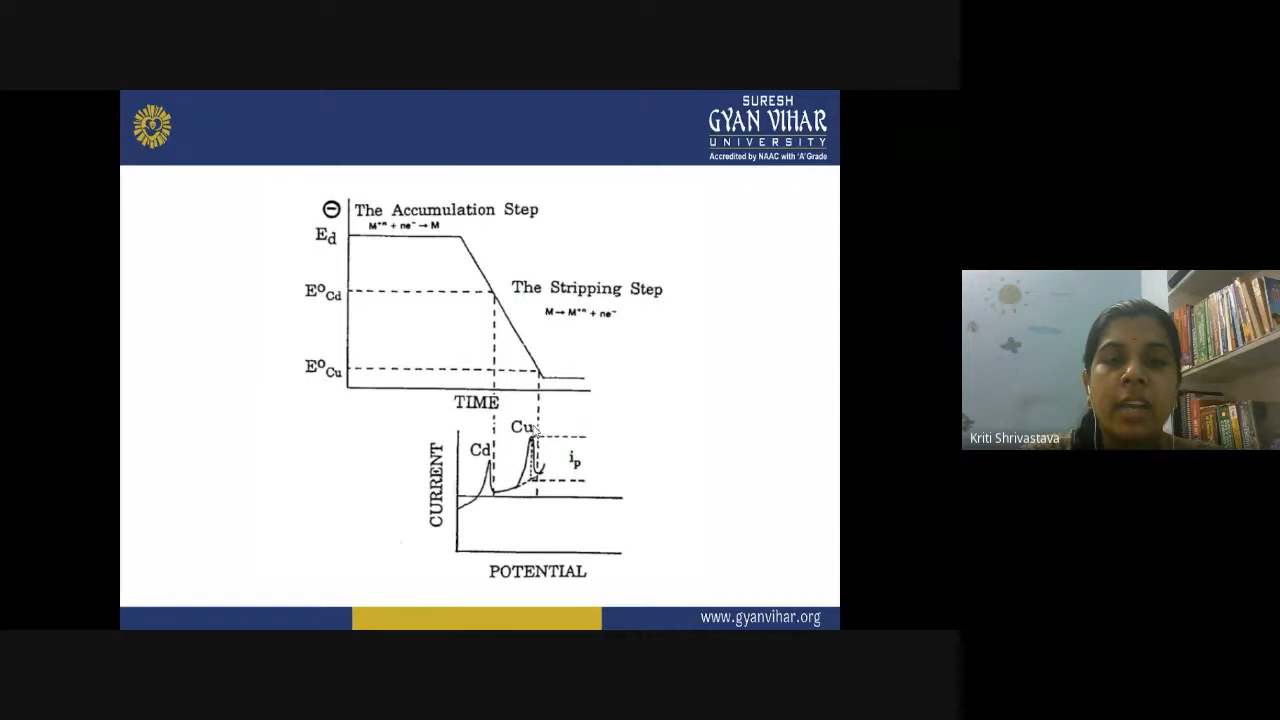 SURESH
GYAN VIHAR
UNIVERSITY
Accredited by NAAC with 'A' Grade
⊖ The Accumulation Step
M⁺ⁿ + ne⁻ → M
Ed
E°Cd
The Stripping Step
M → M⁺ⁿ + ne⁻
E°Cu
TIME
Cu
Cd
ip
CURRENT
POTENTIAL
www.gyanvihar.org
Kriti Shrivastava